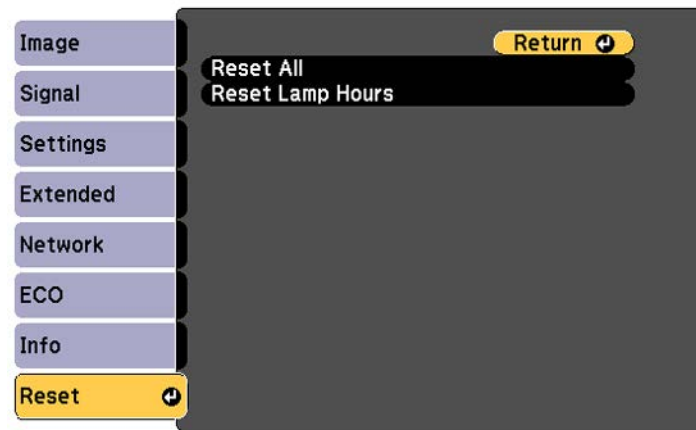 Image
Signal
Settings
Extended
Network
ECO
Info
Reset
Return
Reset All
Reset Lamp Hours